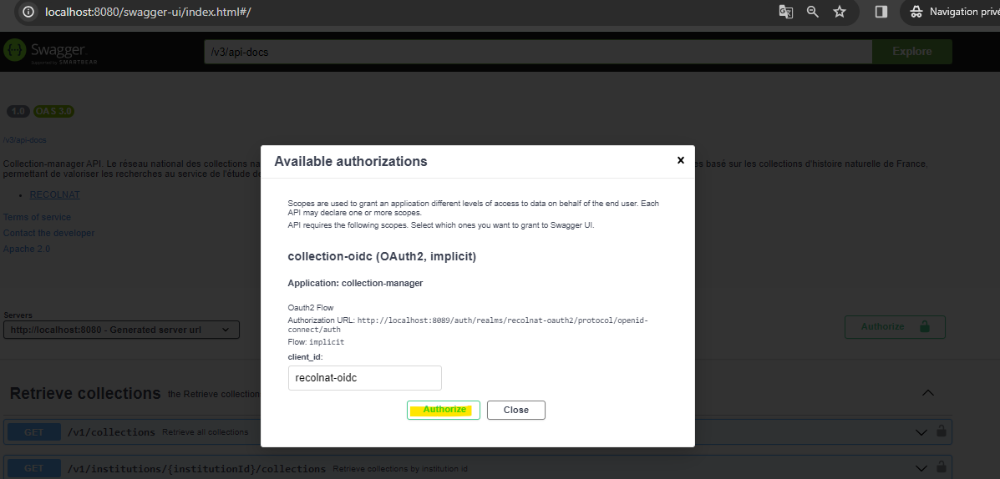 localhost:8080/swagger-ui/index.html#/
Navigation privé
Swagger
Supported by SMARTBEAR
/v3/api-docs
Explore
1.0
OAS 3.0
/v3/api-docs
Collection-manager API. Le réseau national des collections na
es basé sur les collections d'histoire naturelle de France,
permettant de valoriser les recherches au service de l'étude de
• RECOLNAT
Terms of service
Contact the developer
Apache 2.0
Available authorizations
×
Scopes are used to grant an application different levels of access to data on behalf of the end user. Each
API may declare one or more scopes.
API requires the following scopes. Select which ones you want to grant to Swagger UI.
collection-oidc (OAuth2, implicit)
Application: collection-manager
Oauth2 Flow
Authorization URL: http://localhost:8089/auth/realms/recolnat-oauth2/protocol/openid-
connect/auth
Flow: implicit
client_id:
recolnat-oidc
Authorize
Close
Servers
http://localhost:8080 - Generated server url
Authorize
Retrieve collections the Retrieve collection
GET /v1/collections Retrieve all collections
GET /v1/institutions/{institutionId}/collections Retrieve collections by institution id